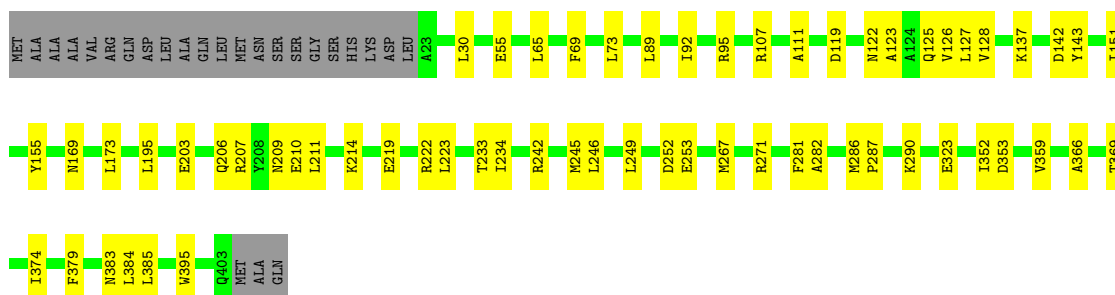 MET ALA ALA ALA VAL ARG GLN ASP LEU ALA GLN LEU MET ASN SER SER GLY SER HIS LYS ASP LEU A23 L30 E55 L65 F69 L73 L89 I92 R95 R107 A111 D119 N122 A123 A124 Q125 V126 L127 V128 K137 D142 Y143 I151
Y155 N169 L173 L195 E203 Q206 R207 Y208 N209 E210 L211 K214 E219 R222 L223 T233 I234 R242 M245 L246 L249 D252 E253 M267 R271 F281 A282 M286 P287 K290 E323 I352 D353 V359 A366 T369
I374 F379 N383 L384 L385 W395 Q403 MET ALA GLN